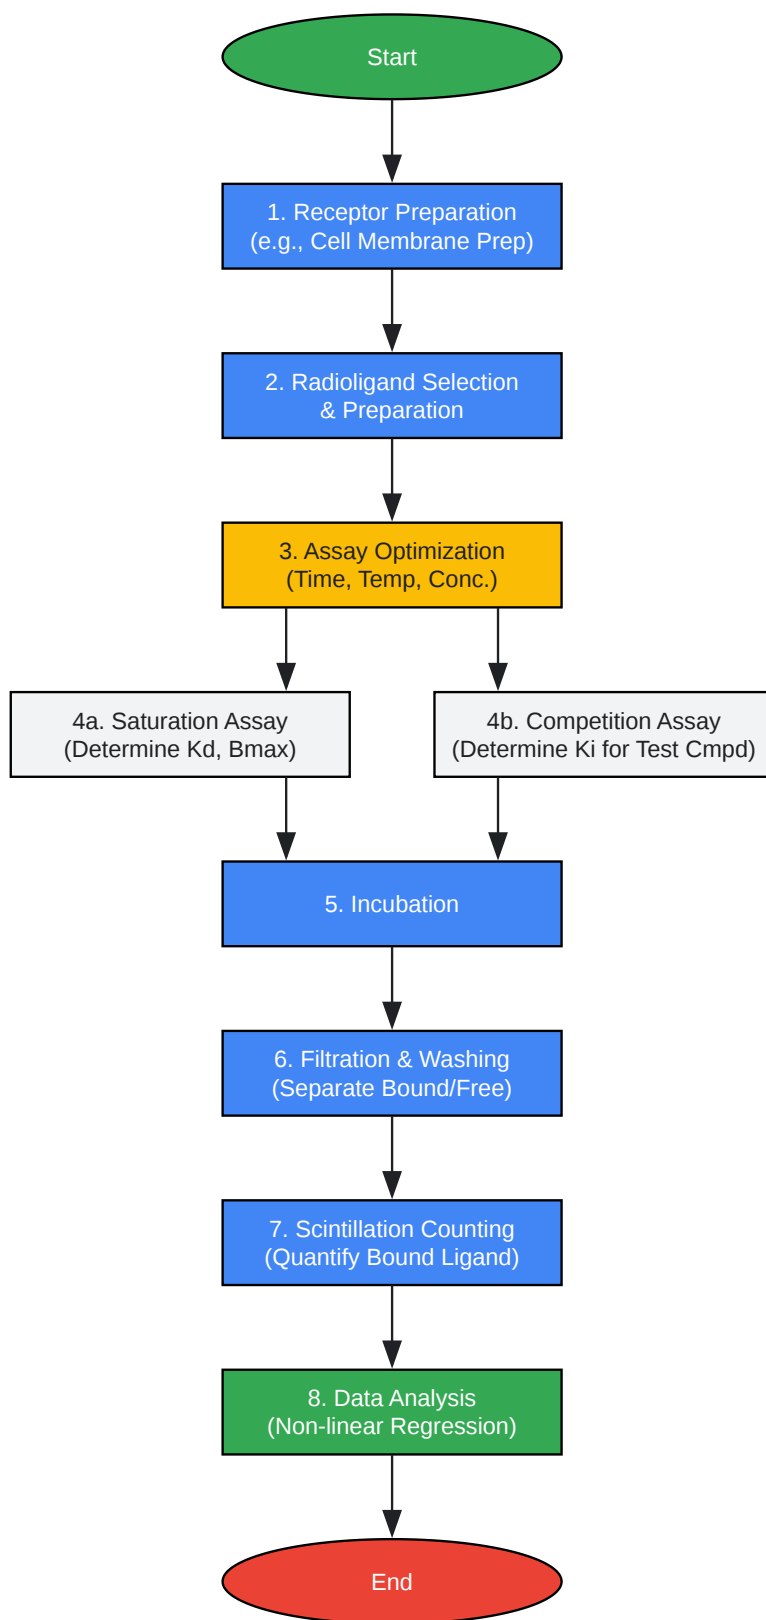 Start
1. Receptor Preparation
(e.g., Cell Membrane Prep)
2. Radioligand Selection
& Preparation
3. Assay Optimization
(Time, Temp, Conc.)
4a. Saturation Assay
(Determine Kd, Bmax)
4b. Competition Assay
(Determine Ki for Test Cmpd)
5. Incubation
6. Filtration & Washing
(Separate Bound/Free)
7. Scintillation Counting
(Quantify Bound Ligand)
8. Data Analysis
(Non-linear Regression)
End